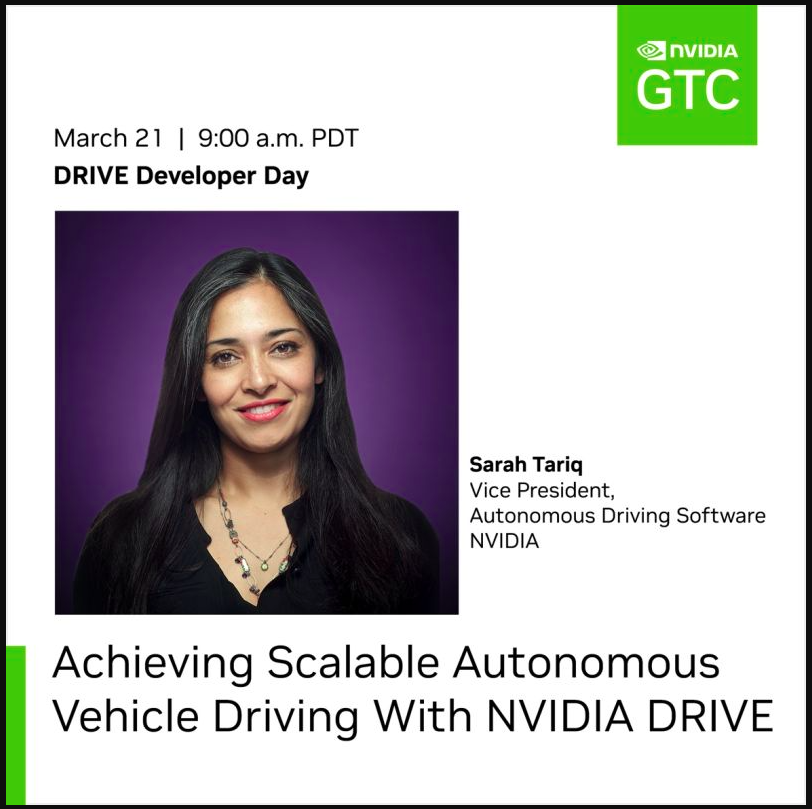 NVIDIA
GTC
March 21 | 9:00 a.m. PDT
DRIVE Developer Day
Sarah Tariq
Vice President,
Autonomous Driving Software
NVIDIA
Achieving Scalable Autonomous
Vehicle Driving With NVIDIA DRIVE